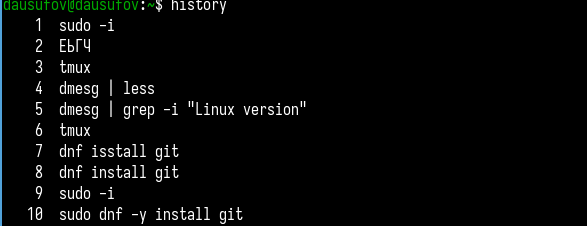 dausufov@dausufov:~$ history
1 sudo -i
2 ЕЬГЧ
3 tmux
4 dmesg | less
5 dmesg | grep -i "Linux version"
6 tmux
7 dnf isstall git
8 dnf install git
9 sudo -i
10 sudo dnf -y install git